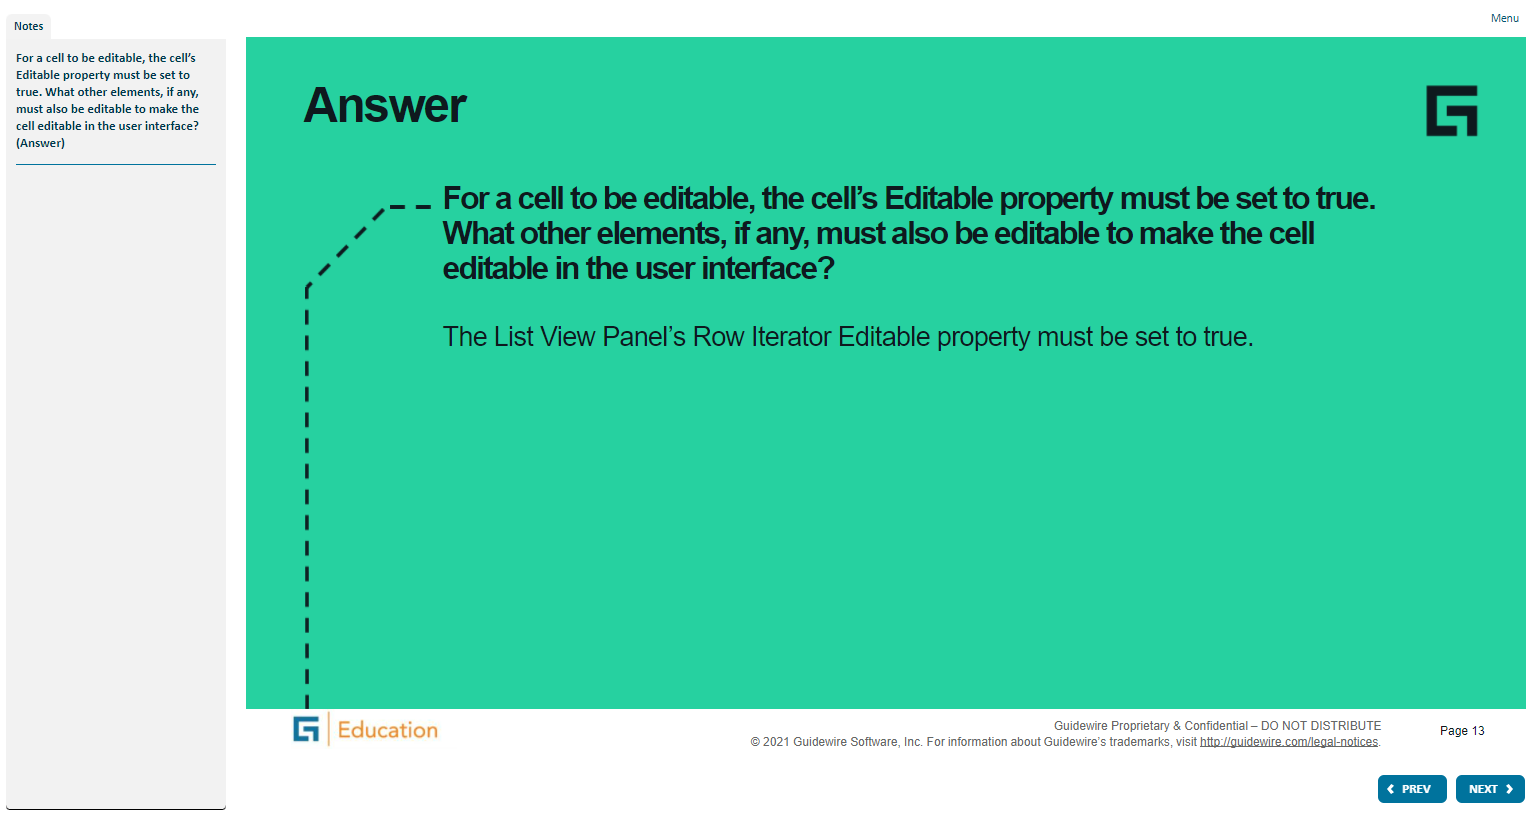 Notes
Menu
For a cell to be editable, the cell’s
Editable property must be set to
true. What other elements, if any,
must also be editable to make the
cell editable in the user interface?
(Answer)
Answer
For a cell to be editable, the cell’s Editable property must be set to true.
What other elements, if any, must also be editable to make the cell
editable in the user interface?
The List View Panel’s Row Iterator Editable property must be set to true.
Education
Guidewire Proprietary & Confidential – DO NOT DISTRIBUTE
© 2021 Guidewire Software, Inc. For information about Guidewire’s trademarks, visit http://guidewire.com/legal-notices.
Page 13
PREV
NEXT